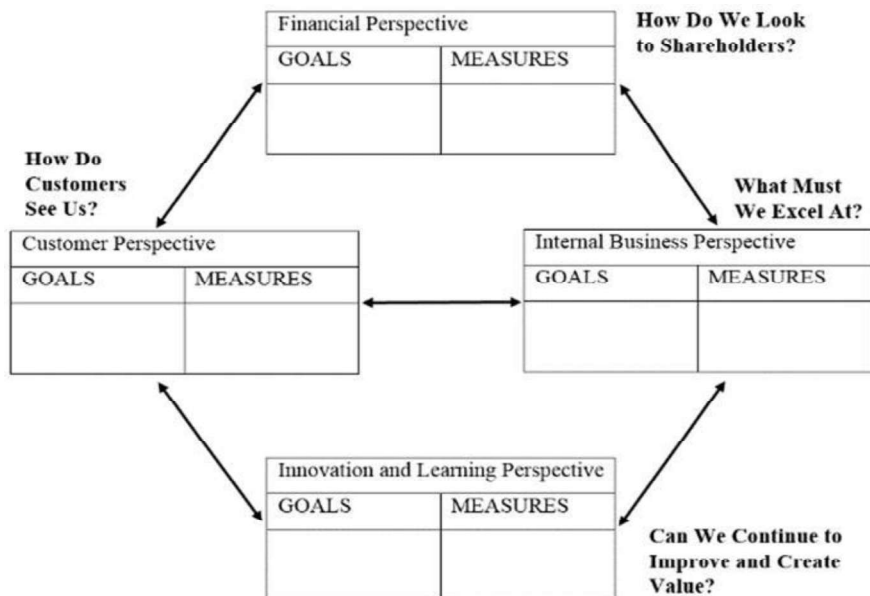 Financial Perspective
GOALS MEASURES
How Do We Look
to Shareholders?
How Do
Customers
See Us?
What Must
We Excel At?
Customer Perspective
GOALS MEASURES
Internal Business Perspective
GOALS MEASURES
Innovation and Learning Perspective
GOALS MEASURES
Can We Continue to
Improve and Create
Value?